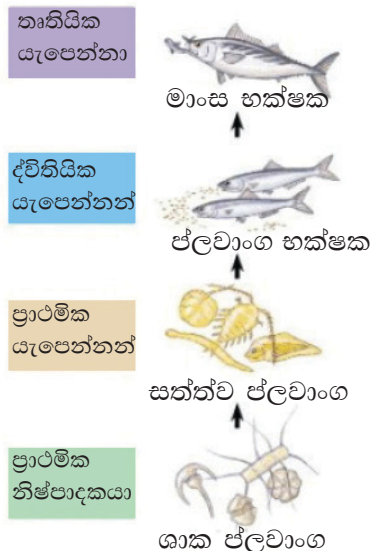 තෘතියික
යැපෙන්නා
මාංස භක්ෂක
ද්විතියික
යැපෙන්නන්
ප්ලවාංග භක්ෂක
ප්‍රාථමික
යැපෙන්නන්
සත්ත්ව ප්ලවාංග
ප්‍රාථමික
නිෂ්පාදකයා
ශාක ප්ලවාංග